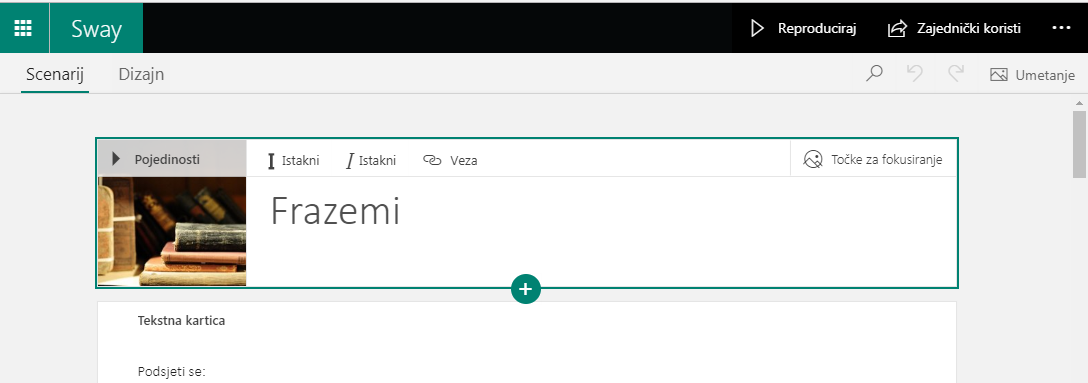 Sway Reproduciraj Zajednički koristi
Scenarij Dizajn Umetanje
Pojedinosti Istakni Istakni Veza Točke za fokusiranje
Frazemi
Tekstna kartica
Podsjeti se: